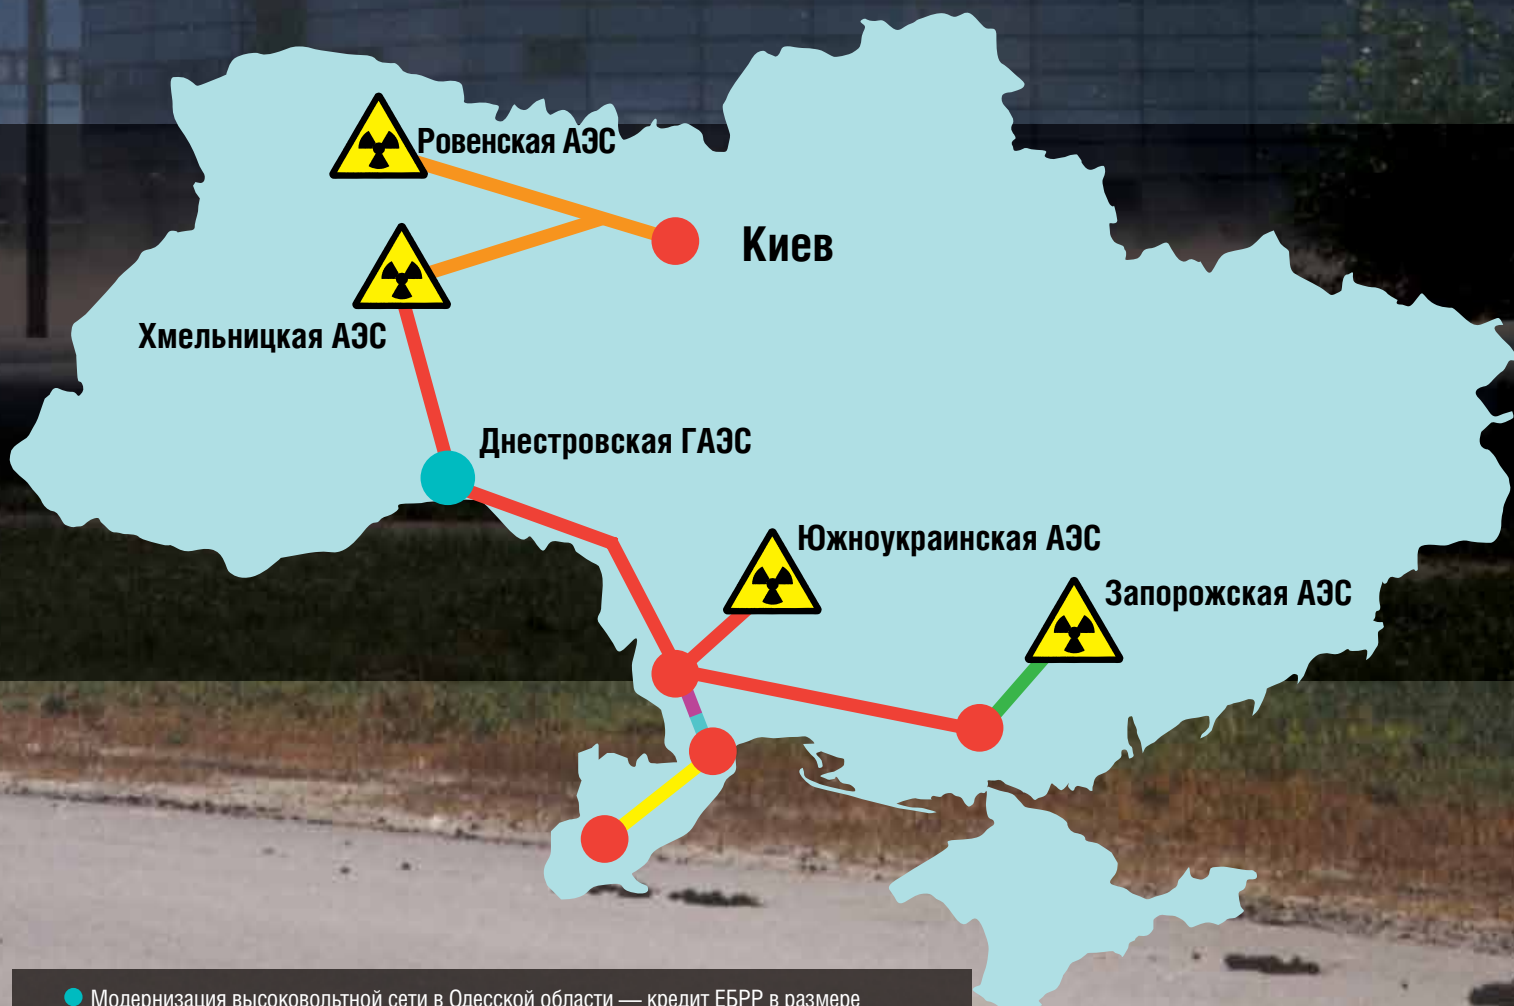 Ровенская АЭС
Киев
Хмельницкая АЭС
Днестровская ГАЭС
Южноукраинская АЭС
Запорожская АЭС
Модернизация высоковольтной сети в Одесской области — кредит ЕБРР в размере